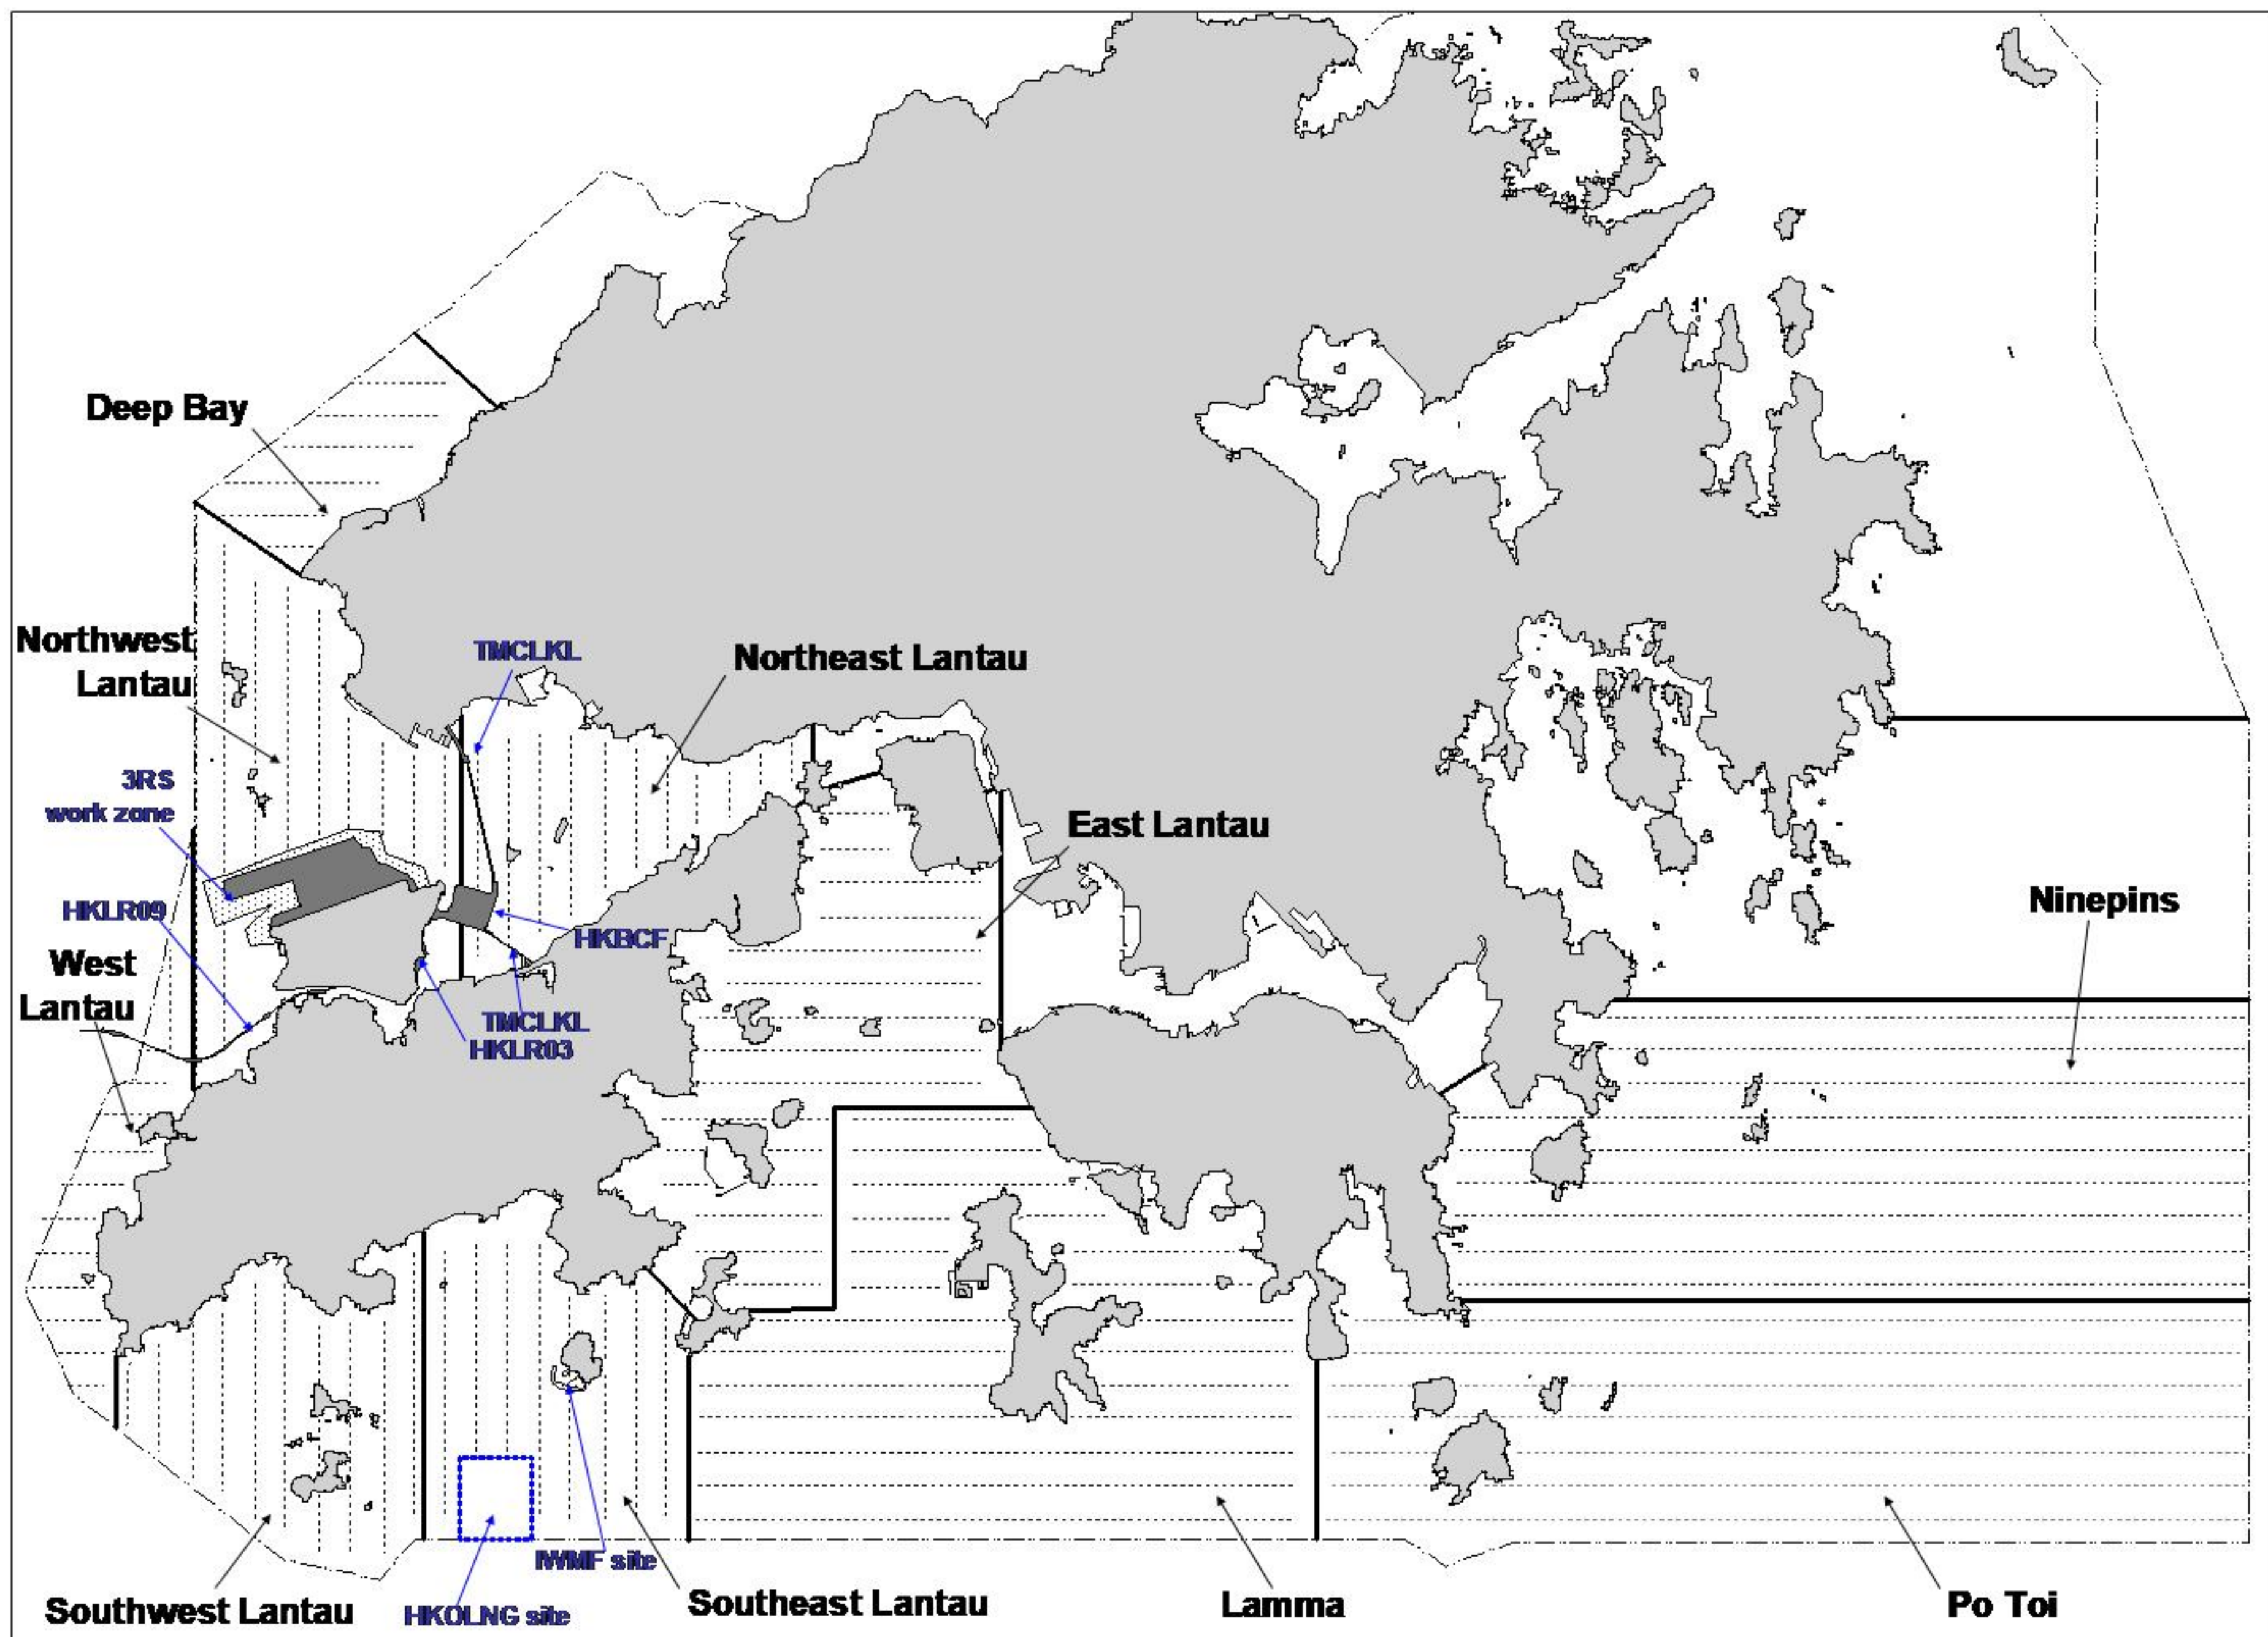 Deep Bay
Northwest
Lantau
TMCLKL
Northeast Lantau
3RS
work zone
East Lantau
HKLR09
Ninepins
HKBCF
West
Lantau
TMCLKL
HKLR03
IWMF site
Southwest Lantau
HKOLNG site
Southeast Lantau
Lamma
Po Toi